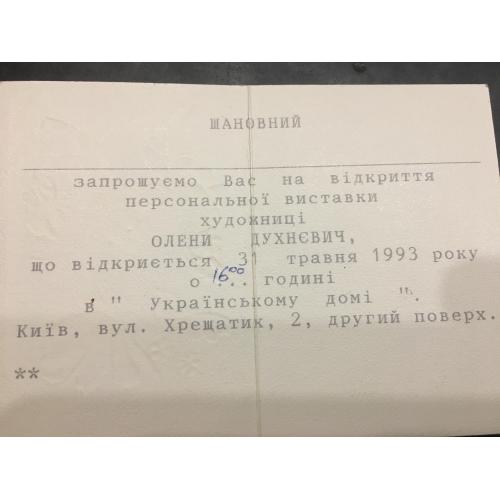 ШАНОВНИЙ
запрошуємо Вас на відкриття
персональної виставки
художниці
ОЛЕНИ ДУХНЄВИЧ,
що відкриється 31 травня 1993 року
о 16⁰⁰ годині
в " Українському домі ".
Київ, вул. Хрещатик, 2, другий поверх.
**